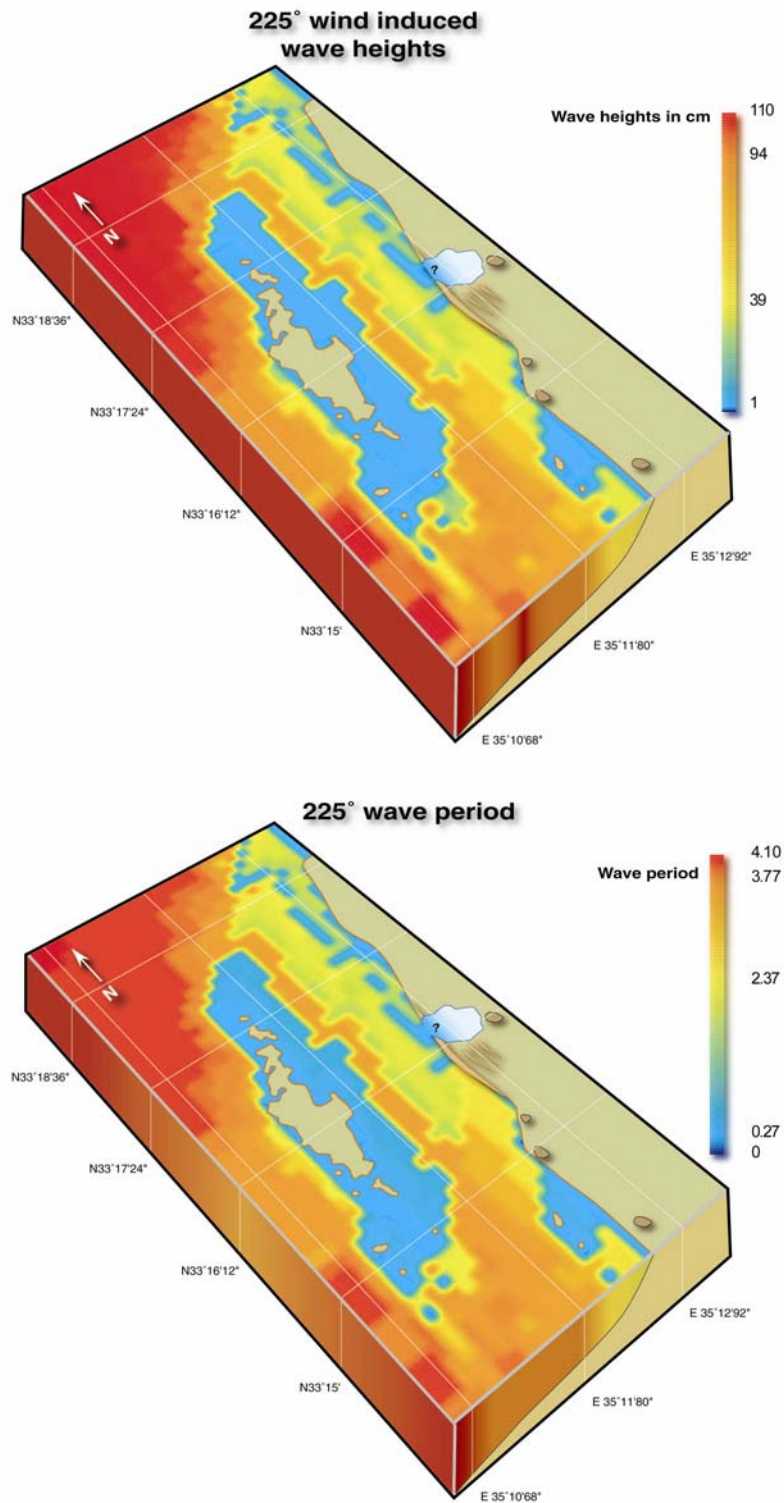 225° wind induced
wave heights
Wave heights in cm
110
94
39
1
N
?
N33°18'36"
N33°17'24"
N33°16'12"
N33°15'
E 35°12'92"
E 35°11'80"
E 35°10'68"
225° wave period
Wave period
4.10
3.77
2.37
0.27
0
N
?
N33°18'36"
N33°17'24"
N33°16'12"
N33°15'
E 35°12'92"
E 35°11'80"
E 35°10'68"